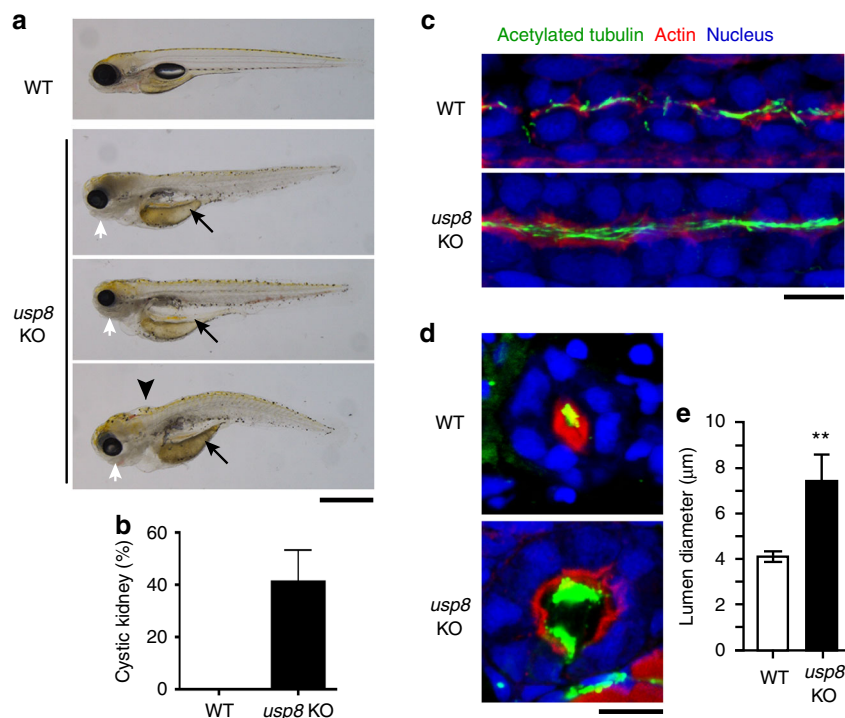 a
WT
usp8
KO
b
Cystic kidney (%)
60
40
20
0
WT
usp8 KO
c
Acetylated tubulin Actin Nucleus
WT
usp8
KO
d
WT
usp8
KO
e
Lumen diameter (μm)
10
8
6
4
2
0
**
WT
usp8
KO